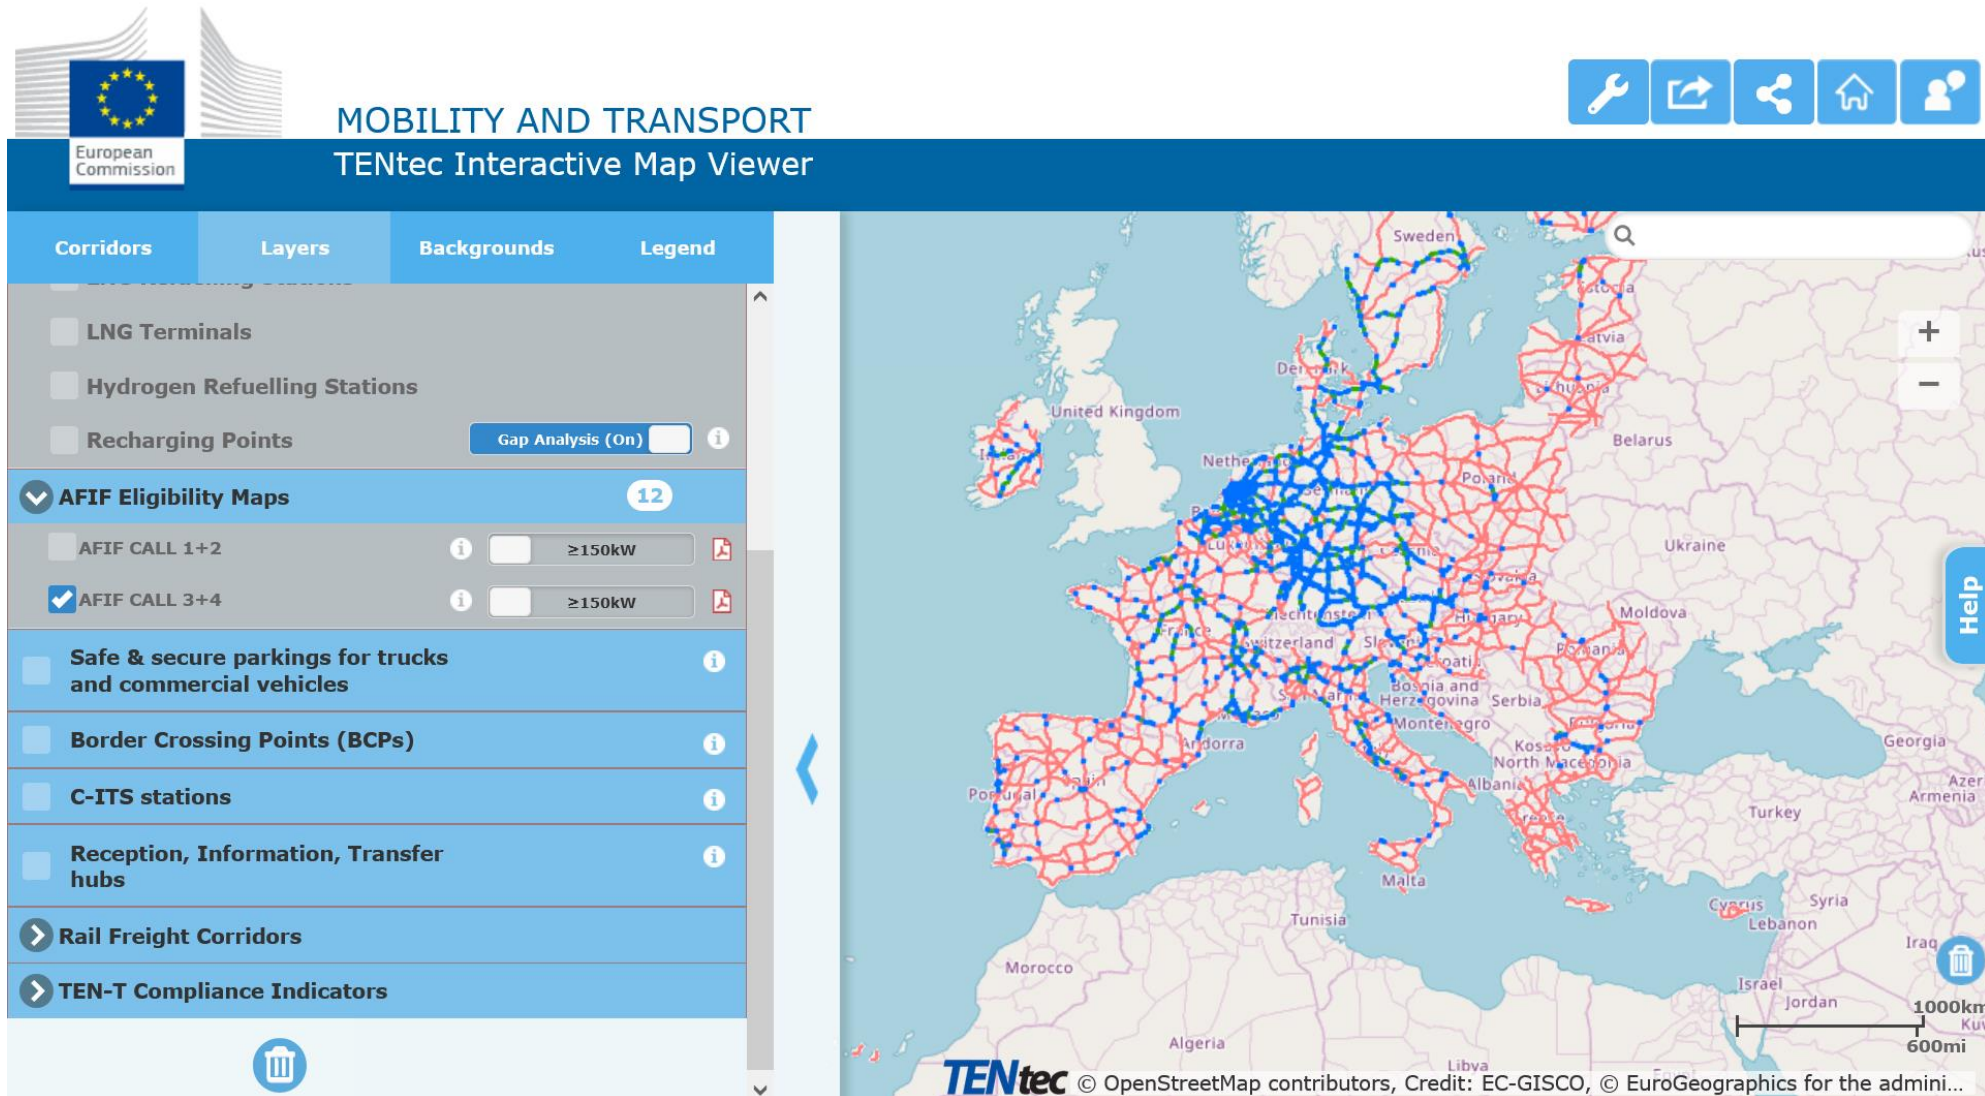 MOBILITY AND TRANSPORT
European
Commission
TENtec Interactive Map Viewer
Corridors
Layers
Backgrounds
Legend
LNG Terminals
Hydrogen Refuelling Stations
Recharging Points
Gap Analysis (On)
AFIF Eligibility Maps
12
AFIF CALL 1+2
≥150kW
AFIF CALL 3+4
≥150kW
Safe & secure parkings for trucks
and commercial vehicles
Border Crossing Points (BCPs)
C-ITS stations
Reception, Information, Transfer
hubs
Rail Freight Corridors
TEN-T Compliance Indicators
Sweden
United Kingdom
Belarus
Ukraine
Moldova
Switzerland
Bosnia and
Herzegovina
Serbia
Montenegro
Andorra
North Macedonia
Albania
Portugal
Georgia
Armenia
Turkey
Malta
Cyprus
Syria
Lebanon
Tunisia
Iraq
Morocco
Israel
Jordan
Algeria
Libya
+
−
Help
1000km
600mi
TENtec © OpenStreetMap contributors, Credit: EC-GISCO, © EuroGeographics for the admini...